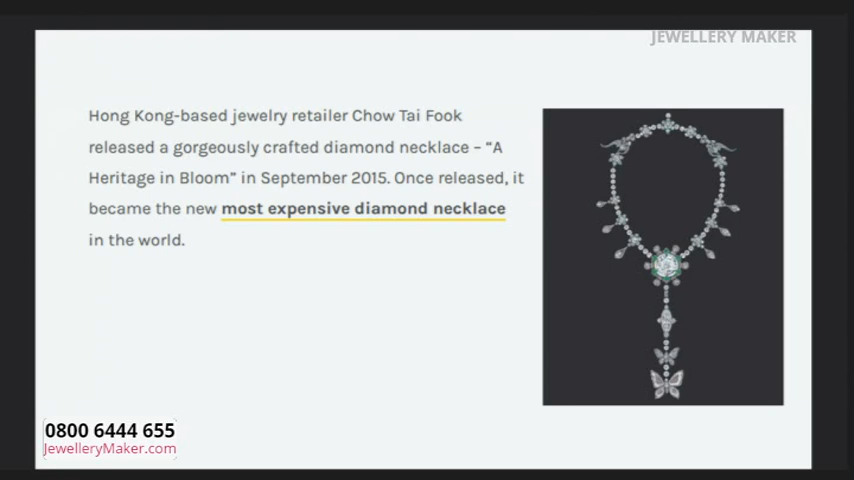 JEWELLERY MAKER
Hong Kong-based jewelry retailer Chow Tai Fook
released a gorgeously crafted diamond necklace – “A
Heritage in Bloom” in September 2015. Once released, it
became the new most expensive diamond necklace
in the world.
0800 6444 655
JewelleryMaker.com